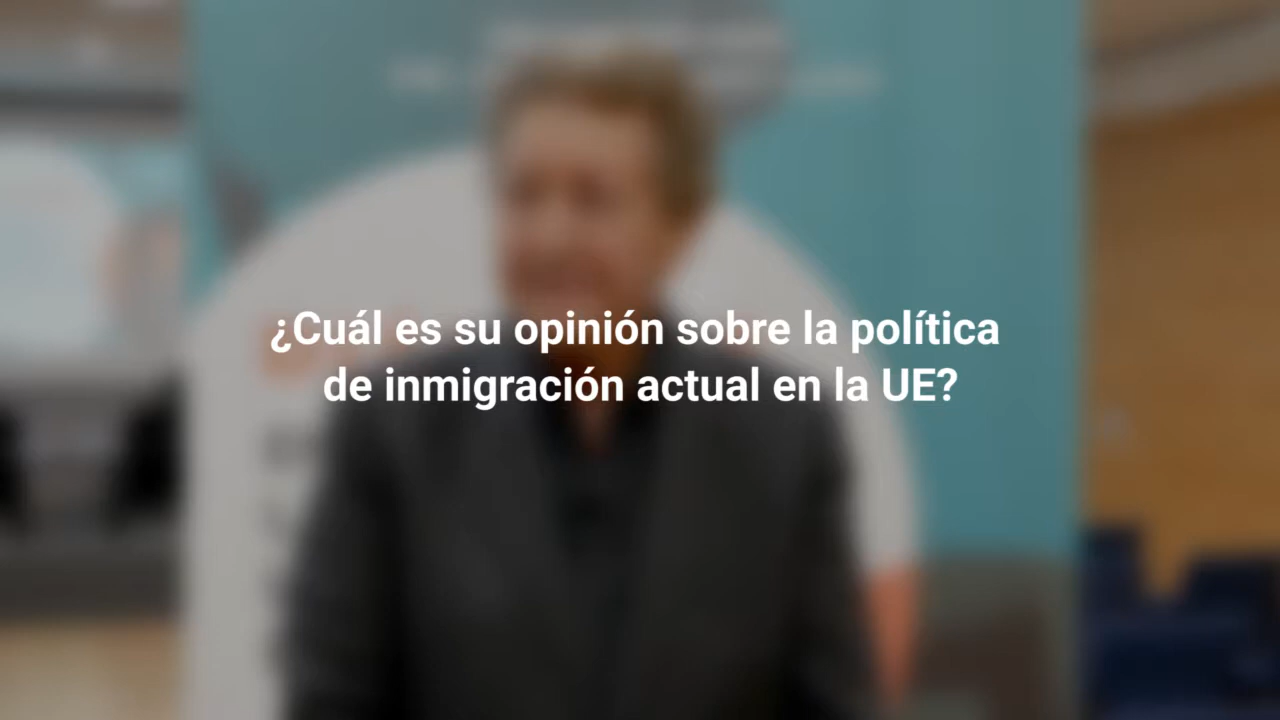 ¿Cuál es su opinión sobre la política
de inmigración actual en la UE?